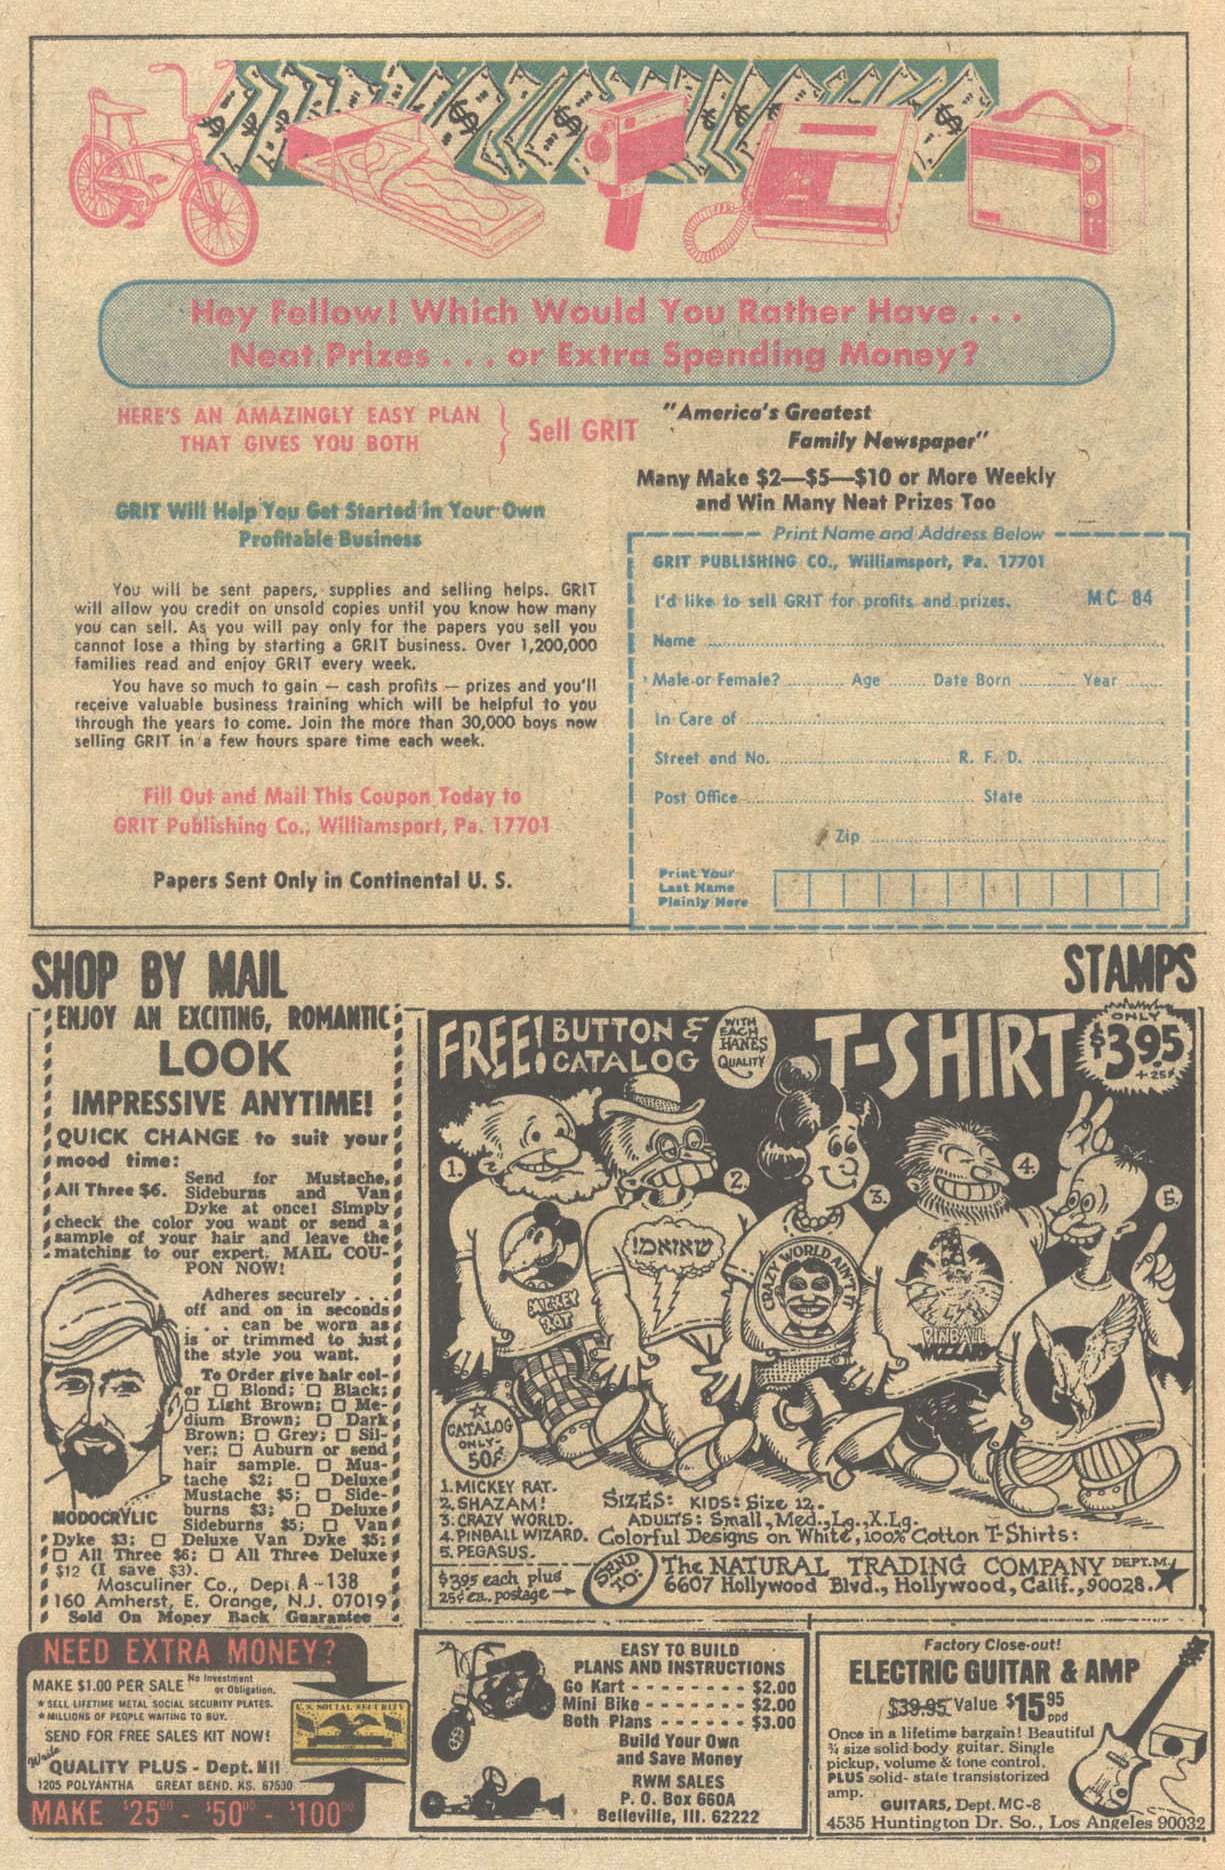 Hey Fellow! Which Would You Rather Have . . .
Neat Prizes . . . or Extra Spending Money?
HERE'S AN AMAZINGLY EASY PLAN
THAT GIVES YOU BOTH
Sell GRIT
"America's Greatest
Family Newspaper"
Many Make $2—$5—$10 or More Weekly
and Win Many Neat Prizes Too
GRIT Will Help You Get Started in Your Own
Profitable Business
You will be sent papers, supplies and selling helps. GRIT
will allow you credit on unsold copies until you know how many
you can sell. As you will pay only for the papers you sell you
cannot lose a thing by starting a GRIT business. Over 1,200,000
families read and enjoy GRIT every week.
You have so much to gain — cash profits — prizes and you'll
receive valuable business training which will be helpful to you
through the years to come. Join the more than 30,000 boys now
selling GRIT in a few hours spare time each week.
Fill Out and Mail This Coupon Today to
GRIT Publishing Co., Williamsport, Pa. 17701
Papers Sent Only in Continental U. S.
Print Name and Address Below
GRIT PUBLISHING CO., Williamsport, Pa. 17701
I'd like to sell GRIT for profits and prizes. MC 84
Name
Male or Female? Age Date Born Year
In Care of
Street and No. R. F. D.
Post Office State
Zip
Print Your
Last Name
Plainly Here
SHOP BY MAIL
STAMPS
ENJOY AN EXCITING, ROMANTIC
LOOK
IMPRESSIVE ANYTIME!
QUICK CHANGE to suit your
mood time:
All Three $6.
Send for Mustache,
Sideburns and Van
Dyke at once! Simply
check the color you want or send a
sample of your hair and leave the
matching to our expert. MAIL COU-
PON NOW!
Adheres securely . . .
off and on in seconds
. . . can be worn as
is or trimmed to just
the style you want.
To Order give hair col-
or □ Blond; □ Black;
□ Light Brown; □ Me-
dium Brown; □ Dark
Brown; □ Grey; □ Sil-
ver; □ Auburn or send
hair sample. □ Mus-
tache $2; □ Deluxe
Mustache $5; □ Side-
burns $3; □ Deluxe
Sideburns $5; □ Van
MODOCRYLIC
Dyke $3; □ Deluxe Van Dyke $5;
□ All Three $6; □ All Three Deluxe
$12 (I save $3).
Masculiner Co., Dept. A-138
160 Amherst, E. Orange, N.J. 07019
Sold On Money Back Guarantee
FREE! BUTTON &
CATALOG
WITH
EACH
HANES
QUALITY
T-SHIRT
ONLY
$3.95
+25¢
1.
2.
3.
4.
5.
MICKEY
RAT
שאזאם!
CRAZY WORLD AIN'T IT
PINBALL
WIZZARD
CATALOG
ONLY-
50¢
1. MICKEY RAT.
2. SHAZAM!
3. CRAZY WORLD.
4. PINBALL WIZARD.
5. PEGASUS.
SIZES: KIDS: Size 12.
ADULTS: Small, Med., Lg., X.Lg.
Colorful Designs on White, 100% Cotton T-Shirts:
$3.95 each plus
25¢ ea. postage →
SEND
TO:
The NATURAL TRADING COMPANY DEPT.M.
6607 Hollywood Blvd., Hollywood, Calif., 90028.
NEED EXTRA MONEY?
MAKE $1.00 PER SALE No Investment
or Obligation.
★ SELL LIFETIME METAL SOCIAL SECURITY PLATES.
★ MILLIONS OF PEOPLE WAITING TO BUY.
SEND FOR FREE SALES KIT NOW!
Write
QUALITY PLUS - Dept. M11
1205 POLYANTHA GREAT BEND, KS. 67530
MAKE $25⁰⁰ - $50⁰⁰ - $100⁰⁰
U.S. SOCIAL SECURITY
EASY TO BUILD
PLANS AND INSTRUCTIONS
Go Kart - - - - - - - - $2.00
Mini Bike - - - - - - - $2.00
Both Plans - - - - - - $3.00
Build Your Own
and Save Money
RWM SALES
P. O. Box 660A
Belleville, Ill. 62222
Factory Close-out!
ELECTRIC GUITAR & AMP
$39.95 Value $15⁹⁵ ppd
Once in a lifetime bargain! Beautiful
¾ size solid body guitar. Single
pickup, volume & tone control,
PLUS solid-state transistorized
amp.
GUITARS, Dept. MC-8
4535 Huntington Dr. So., Los Angeles 90032